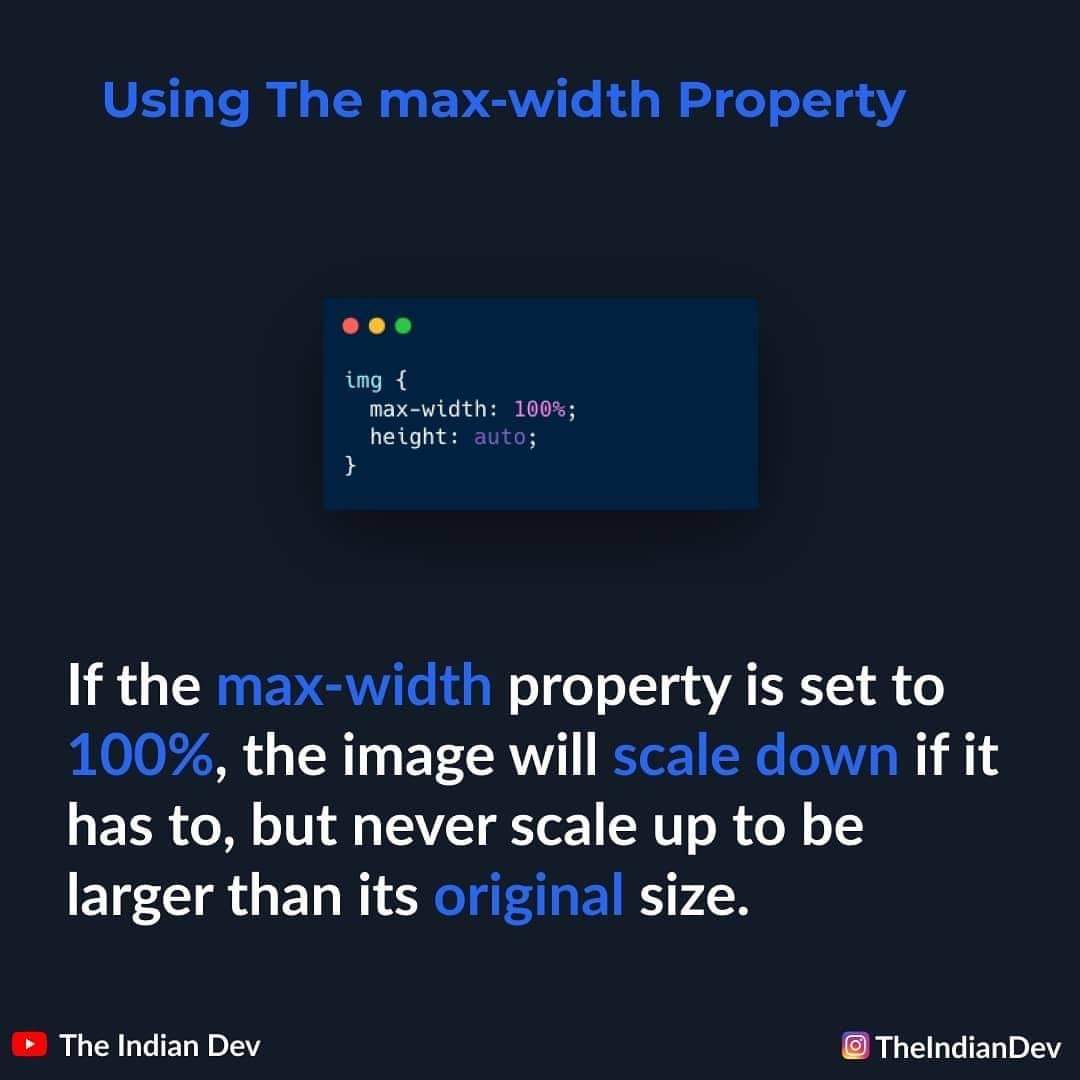 Using The max-width Property
img {
  max-width: 100%;
  height: auto;
}
If the max-width property is set to
100%, the image will scale down if it
has to, but never scale up to be
larger than its original size.
The Indian Dev
TheIndianDev